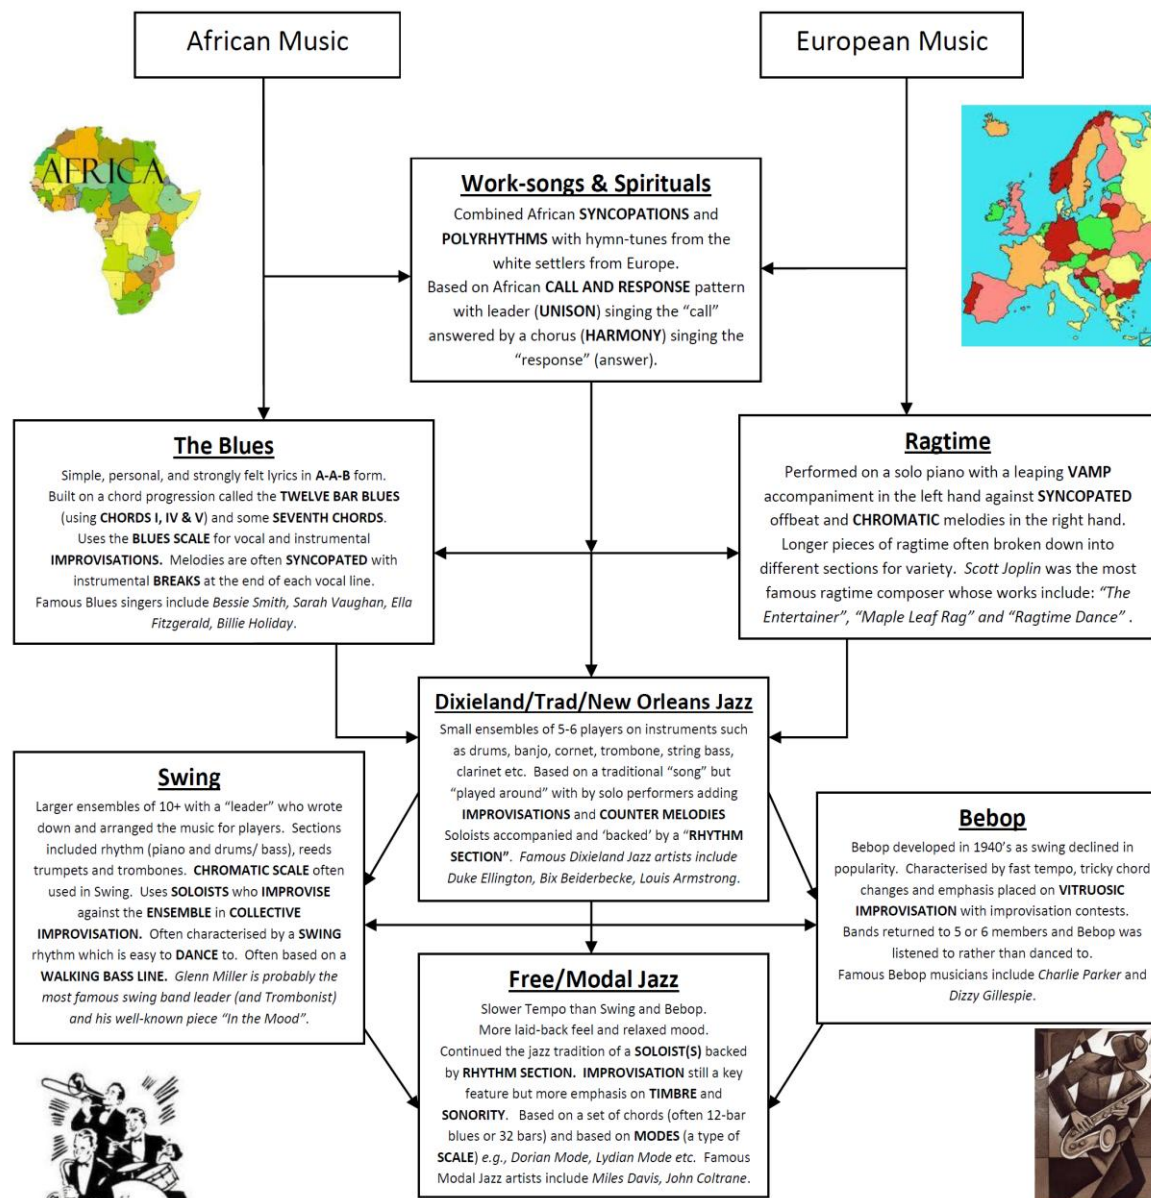 African Music
European Music
AFRICA
Work-songs & Spirituals
Combined African SYNCOPATIONS and
POLYRHYTHMS with hymn-tunes from the
white settlers from Europe.
Based on African CALL AND RESPONSE pattern
with leader (UNISON) singing the “call”
answered by a chorus (HARMONY) singing the
“response” (answer).
The Blues
Simple, personal, and strongly felt lyrics in A-A-B form.
Built on a chord progression called the TWELVE BAR BLUES
(using CHORDS I, IV & V) and some SEVENTH CHORDS.
Uses the BLUES SCALE for vocal and instrumental
IMPROVISATIONS. Melodies are often SYNCOPATED with
instrumental BREAKS at the end of each vocal line.
Famous Blues singers include Bessie Smith, Sarah Vaughan, Ella
Fitzgerald, Billie Holiday.
Ragtime
Performed on a solo piano with a leaping VAMP
accompaniment in the left hand against SYNCOPATED
offbeat and CHROMATIC melodies in the right hand.
Longer pieces of ragtime often broken down into
different sections for variety. Scott Joplin was the most
famous ragtime composer whose works include: “The
Entertainer”, “Maple Leaf Rag” and “Ragtime Dance” .
Dixieland/Trad/New Orleans Jazz
Small ensembles of 5-6 players on instruments such
as drums, banjo, cornet, trombone, string bass,
clarinet etc. Based on a traditional “song” but
“played around” with by solo performers adding
IMPROVISATIONS and COUNTER MELODIES
Soloists accompanied and ‘backed’ by a “RHYTHM
SECTION”. Famous Dixieland Jazz artists include
Duke Ellington, Bix Beiderbecke, Louis Armstrong.
Swing
Larger ensembles of 10+ with a “leader” who wrote
down and arranged the music for players. Sections
included rhythm (piano and drums/ bass), reeds
trumpets and trombones. CHROMATIC SCALE often
used in Swing. Uses SOLOISTS who IMPROVISE
against the ENSEMBLE in COLLECTIVE
IMPROVISATION. Often characterised by a SWING
rhythm which is easy to DANCE to. Often based on a
WALKING BASS LINE. Glenn Miller is probably the
most famous swing band leader (and Trombonist)
and his well-known piece “In the Mood”.
Bebop
Bebop developed in 1940’s as swing declined in
popularity. Characterised by fast tempo, tricky chord
changes and emphasis placed on VITRUOSIC
IMPROVISATION with improvisation contests.
Bands returned to 5 or 6 members and Bebop was
listened to rather than danced to.
Famous Bebop musicians include Charlie Parker and
Dizzy Gillespie.
Free/Modal Jazz
Slower Tempo than Swing and Bebop.
More laid-back feel and relaxed mood.
Continued the jazz tradition of a SOLOIST(S) backed
by RHYTHM SECTION. IMPROVISATION still a key
feature but more emphasis on TIMBRE and
SONORITY. Based on a set of chords (often 12-bar
blues or 32 bars) and based on MODES (a type of
SCALE) e.g., Dorian Mode, Lydian Mode etc. Famous
Modal Jazz artists include Miles Davis, John Coltrane.